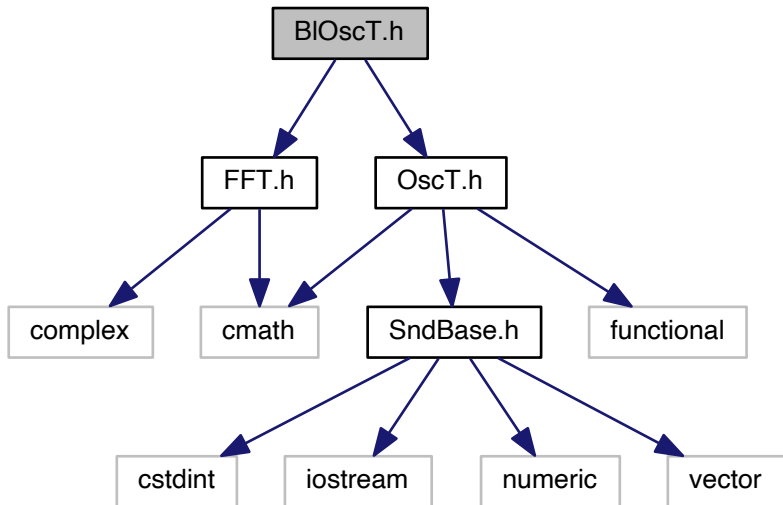 BlOscT.h
FFT.h
OscT.h
complex
cmath
SndBase.h
functional
cstdint
iostream
numeric
vector